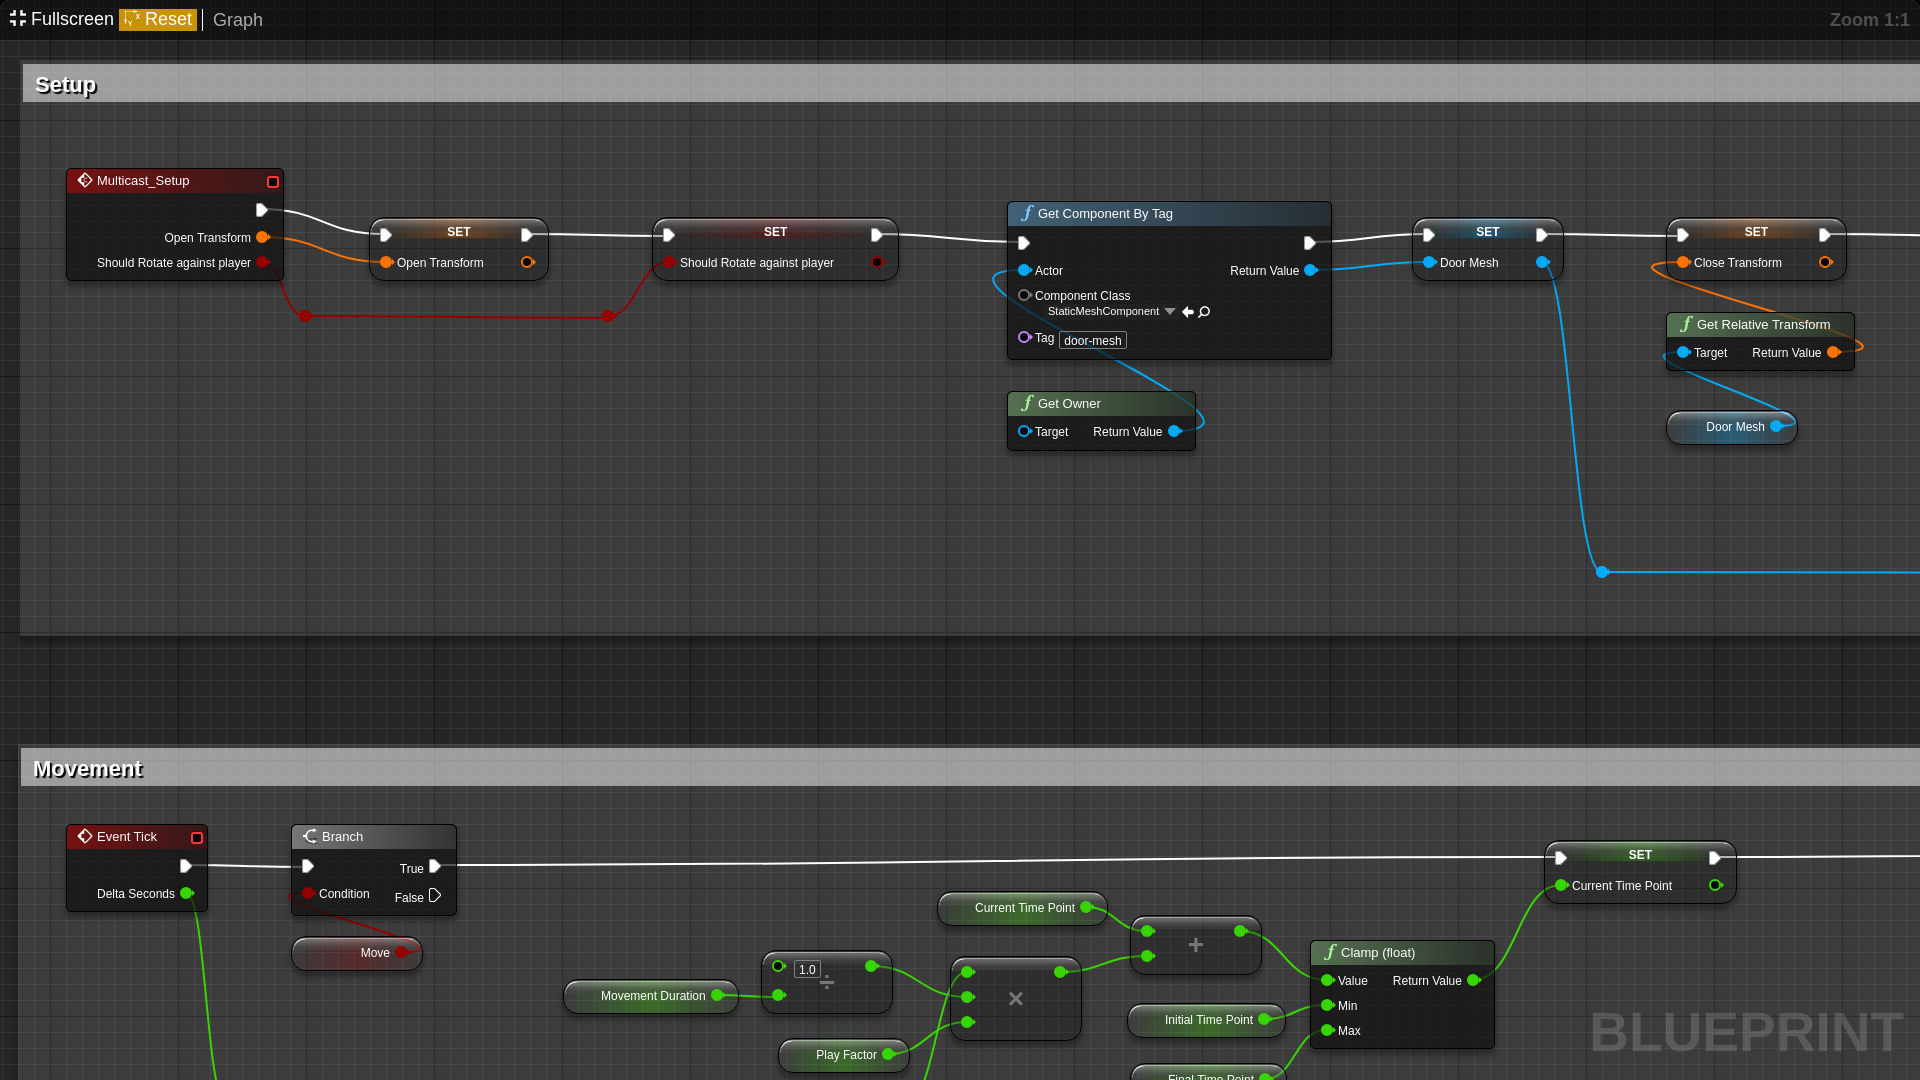 Fullscreen Reset Graph Zoom 1:1
Setup
Multicast_Setup
Open Transform
Should Rotate against player
SET
Open Transform
SET
Should Rotate against player
Get Component By Tag
Actor Return Value
Component Class
StaticMeshComponent
Tag door-mesh
Get Owner
Target Return Value
SET
Door Mesh
SET
Close Transform
Get Relative Transform
Target Return Value
Door Mesh
Movement
Event Tick
Delta Seconds
Branch
True
Condition False
Move
Movement Duration
1.0
÷
Play Factor
×
Current Time Point
+
Initial Time Point
Final Time Point
Clamp (float)
Value Return Value
Min
Max
SET
Current Time Point
BLUEPRINT